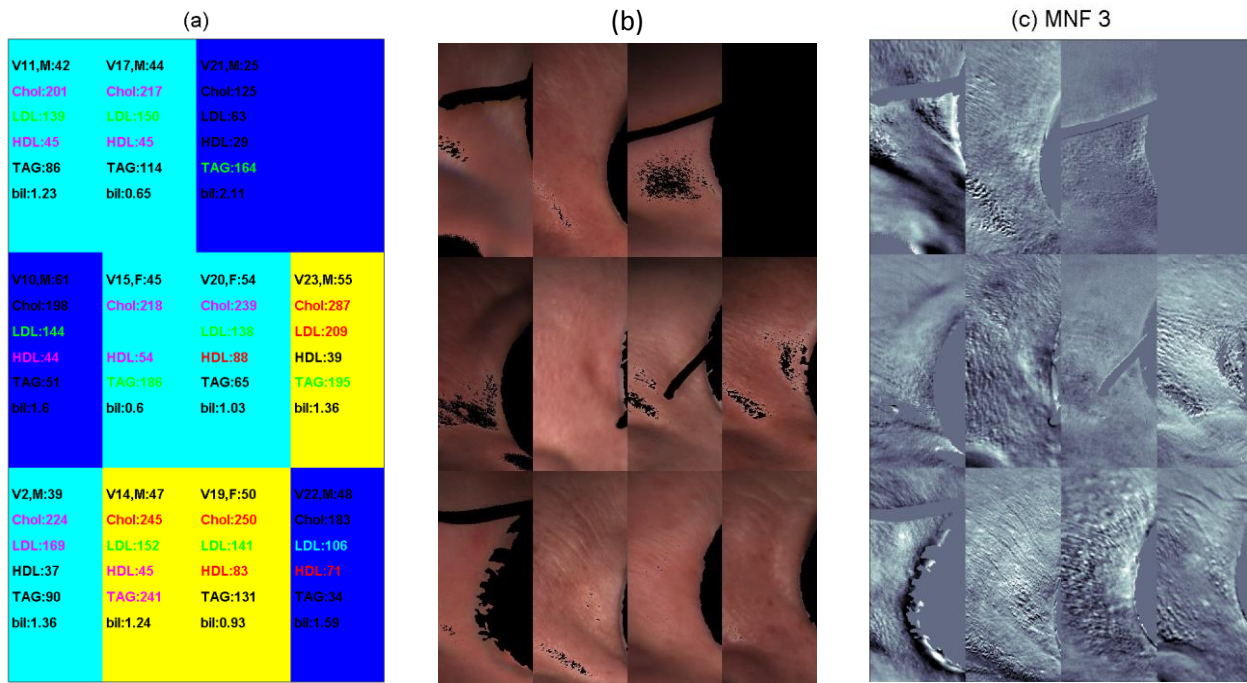 (a)
(b)
(c) MNF 3
V11,M:42
Chol:201
LDL:139
HDL:45
TAG:86
bil:1.23
V17,M:44
Chol:217
LDL:150
HDL:45
TAG:114
bil:0.65
V21,M:25
Chol:125
LDL:63
HDL:29
TAG:164
bil:2.11
V10,M:61
Chol:198
LDL:144
HDL:44
TAG:51
bil:1.6
V15,F:45
Chol:218
HDL:54
TAG:186
bil:0.6
V20,F:54
Chol:239
LDL:138
HDL:88
TAG:65
bil:1.03
V23,M:55
Chol:287
LDL:209
HDL:39
TAG:195
bil:1.36
V2,M:39
Chol:224
LDL:169
HDL:37
TAG:90
bil:1.36
V14,M:47
Chol:245
LDL:152
HDL:45
TAG:241
bil:1.24
V19,F:50
Chol:250
LDL:141
HDL:83
TAG:131
bil:0.93
V22,M:48
Chol:183
LDL:106
HDL:71
TAG:34
bil:1.59